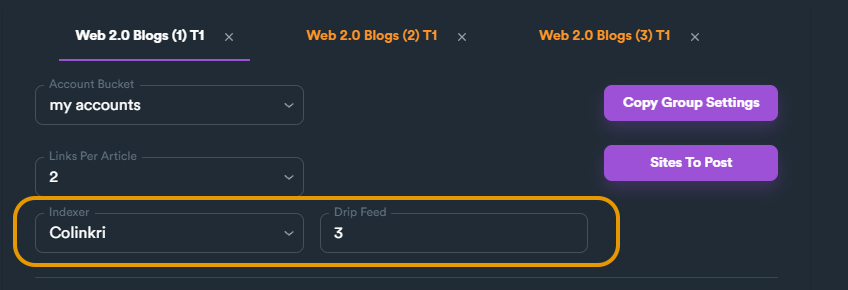 Web 2.0 Blogs (1) T1 × Web 2.0 Blogs (2) T1 × Web 2.0 Blogs (3) T1 ×
Account Bucket
my accounts
Copy Group Settings
Links Per Article
2
Sites To Post
Indexer
Colinkri
Drip Feed
3